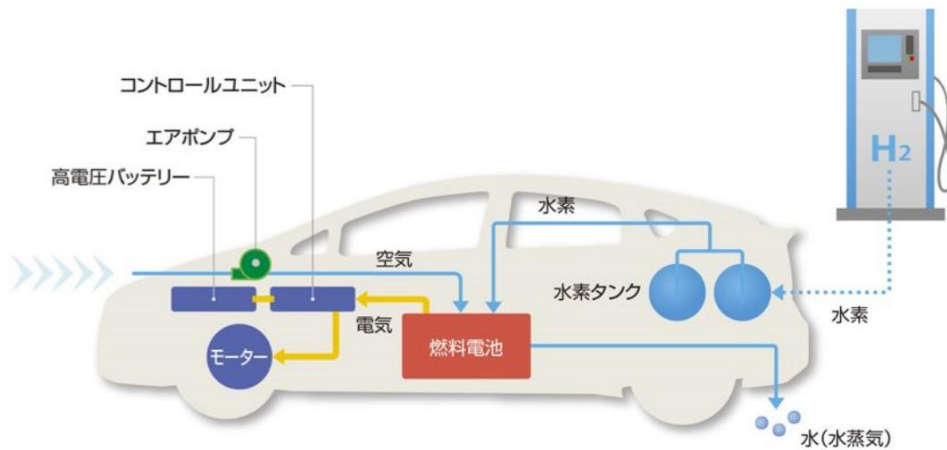 コントロールユニット
エアポンプ
高電圧バッテリー
H2
水素
空気
水素タンク
水素
電気
燃料電池
モーター
水(水蒸気)